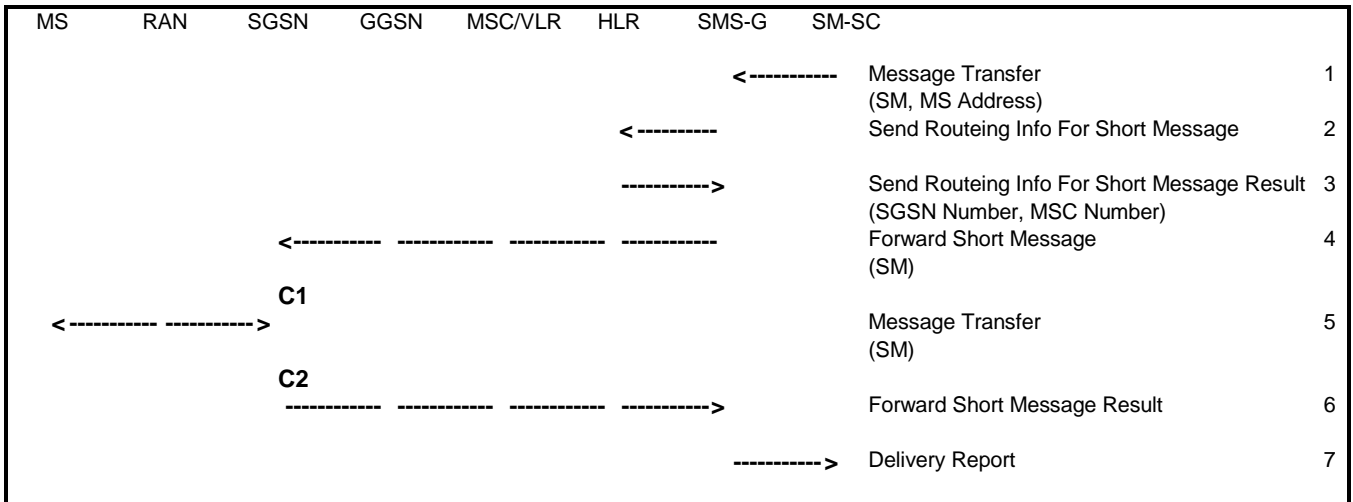 MS RAN SGSN GGSN MSC/VLR HLR SMS-G SM-SC
<----------- Message Transfer 1
(SM, MS Address)
<---------- Send Routeing Info For Short Message 2
-----------> Send Routeing Info For Short Message Result 3
(SGSN Number, MSC Number)
<----------- ------------ ------------ ------------ Forward Short Message 4
(SM)
C1
<----------- -----------> Message Transfer 5
(SM)
C2
------------ ------------ ------------ -----------> Forward Short Message Result 6
-----------> Delivery Report 7